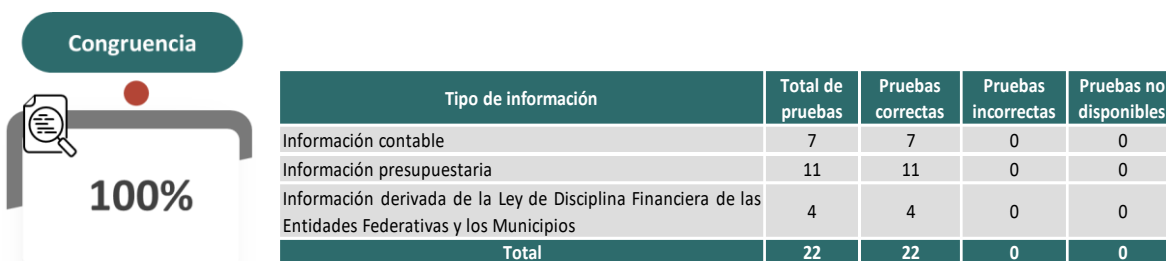 Congruencia
100%
Tipo de información Total de pruebas Pruebas correctas Pruebas incorrectas Pruebas no disponibles
Información contable 7 7 0 0
Información presupuestaria 11 11 0 0
Información derivada de la Ley de Disciplina Financiera de las
Entidades Federativas y los Municipios 4 4 0 0
Total 22 22 0 0